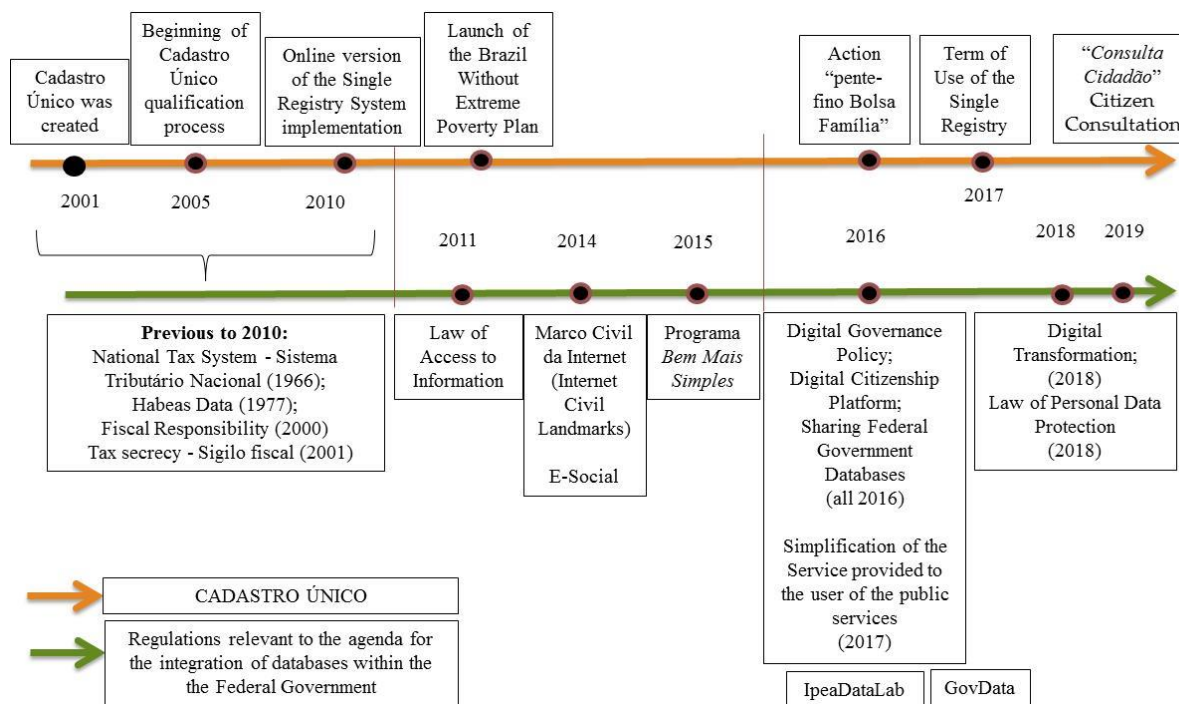 Cadastro
Único was
created
Beginning of
Cadastro
Único
qualification
process
Online version
of the Single
Registry System
implementation
Launch of
the Brazil
Without
Extreme
Poverty Plan
Action
“pente-
fino Bolsa
Família”
Term of
Use of the
Single
Registry
“Consulta
Cidadão”
Citizen
Consultation
2001
2005
2010
2017
2011
2014
2015
2016
2018
2019
Previous to 2010:
National Tax System - Sistema
Tributário Nacional (1966);
Habeas Data (1977);
Fiscal Responsibility (2000)
Tax secrecy - Sigilo fiscal (2001)
Law of
Access to
Information
Marco Civil
da Internet
(Internet
Civil
Landmarks)
E-Social
Programa
Bem Mais
Simples
Digital Governance
Policy;
Digital Citizenship
Platform;
Sharing Federal
Government
Databases
(all 2016)
Simplification of the
Service provided to
the user of the public
services
(2017)
Digital
Transformation;
(2018)
Law of Personal Data
Protection
(2018)
IpeaDataLab
GovData
CADASTRO ÚNICO
Regulations relevant to the agenda for
the integration of databases within the
the Federal Government